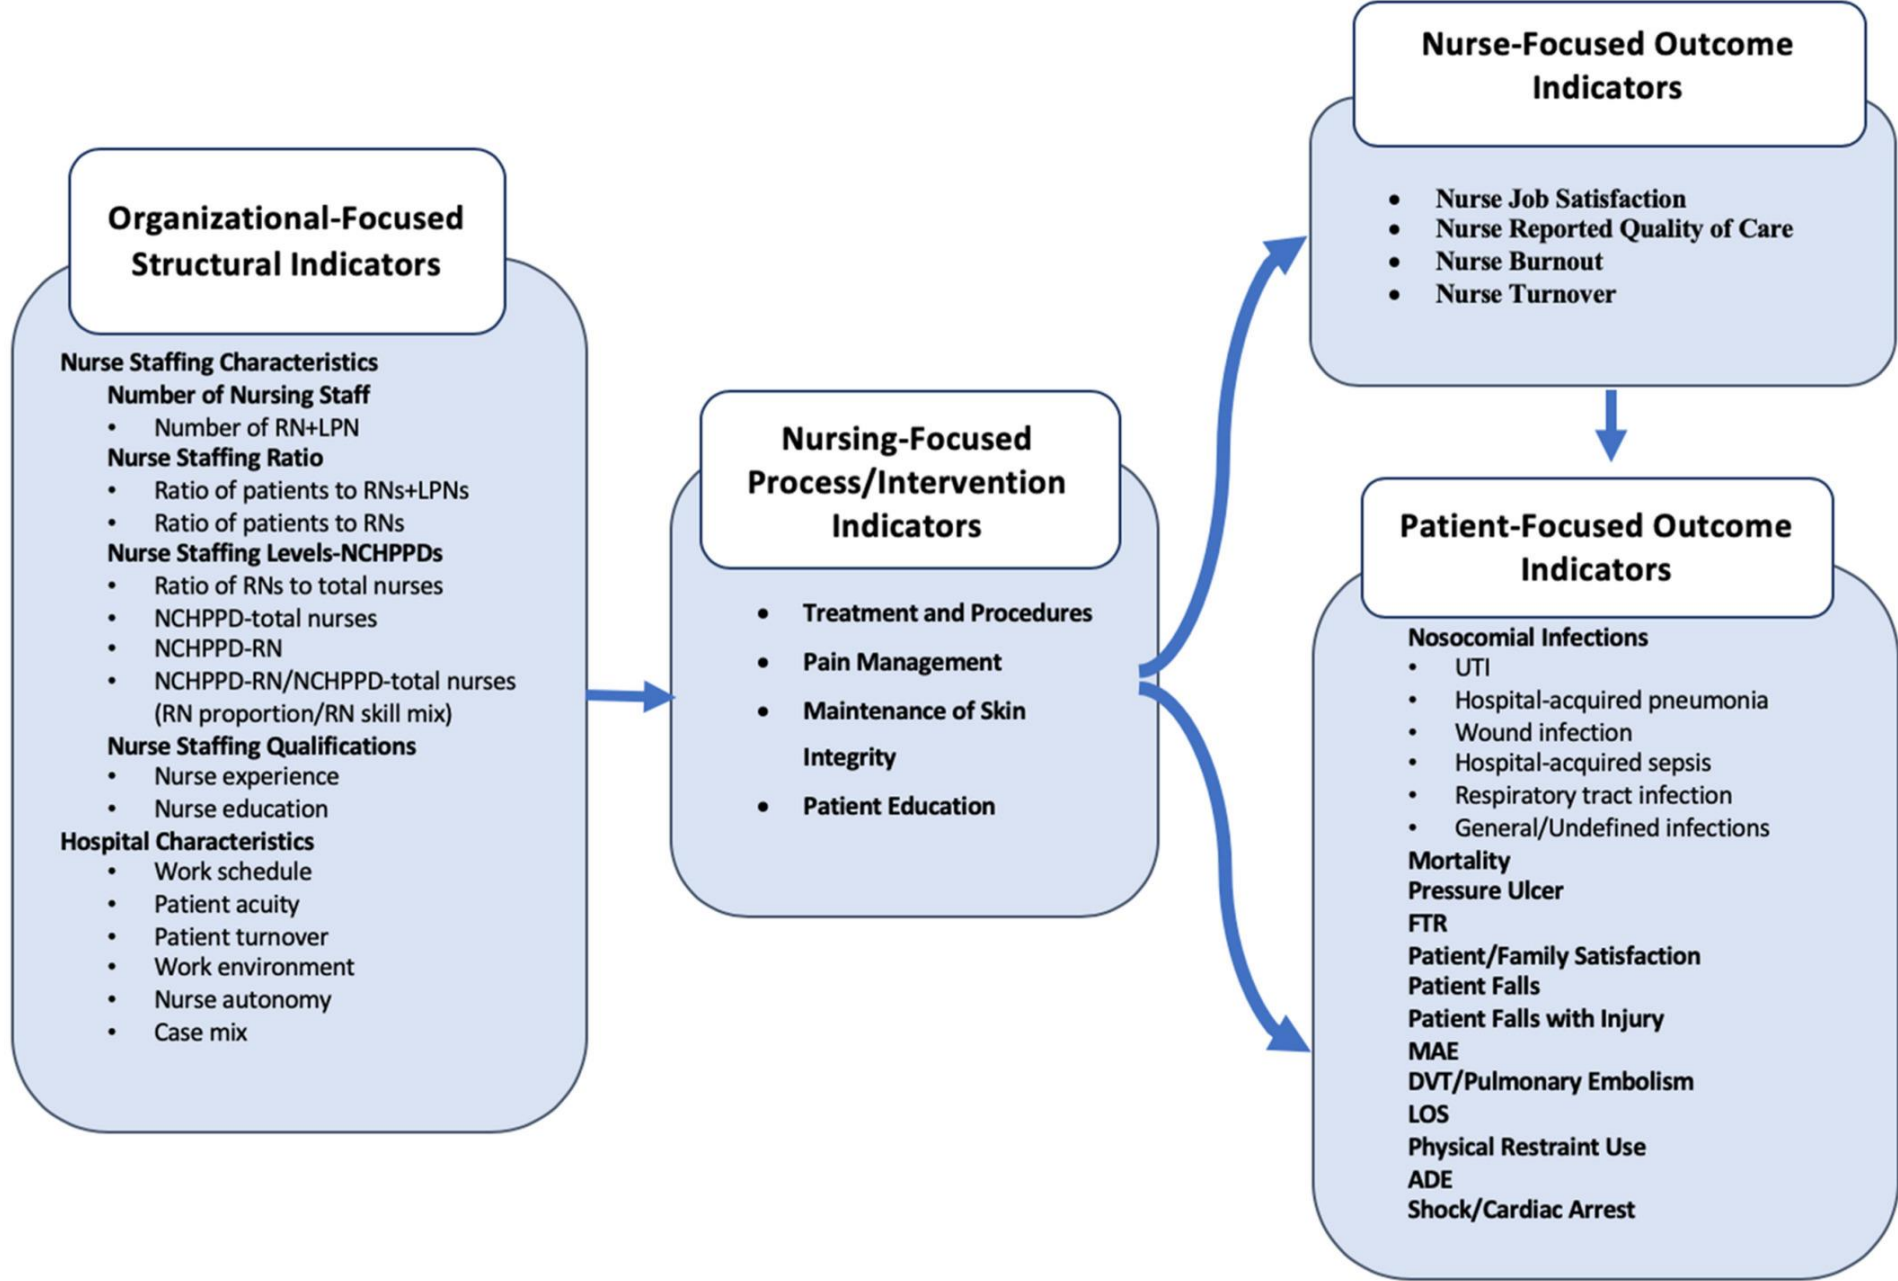 Organizational-Focused
Structural Indicators
Nurse Staffing Characteristics
Number of Nursing Staff
• Number of RN+LPN
Nurse Staffing Ratio
• Ratio of patients to RNs+LPNs
• Ratio of patients to RNs
Nurse Staffing Levels-NCHPPDs
• Ratio of RNs to total nurses
• NCHPPD-total nurses
• NCHPPD-RN
• NCHPPD-RN/NCHPPD-total nurses
(RN proportion/RN skill mix)
Nurse Staffing Qualifications
• Nurse experience
• Nurse education
Hospital Characteristics
• Work schedule
• Patient acuity
• Patient turnover
• Work environment
• Nurse autonomy
• Case mix
Nursing-Focused
Process/Intervention
Indicators
• Treatment and Procedures
• Pain Management
• Maintenance of Skin
Integrity
• Patient Education
Nurse-Focused Outcome
Indicators
• Nurse Job Satisfaction
• Nurse Reported Quality of Care
• Nurse Burnout
• Nurse Turnover
Patient-Focused Outcome
Indicators
Nosocomial Infections
• UTI
• Hospital-acquired pneumonia
• Wound infection
• Hospital-acquired sepsis
• Respiratory tract infection
• General/Undefined infections
Mortality
Pressure Ulcer
FTR
Patient/Family Satisfaction
Patient Falls
Patient Falls with Injury
MAE
DVT/Pulmonary Embolism
LOS
Physical Restraint Use
ADE
Shock/Cardiac Arrest